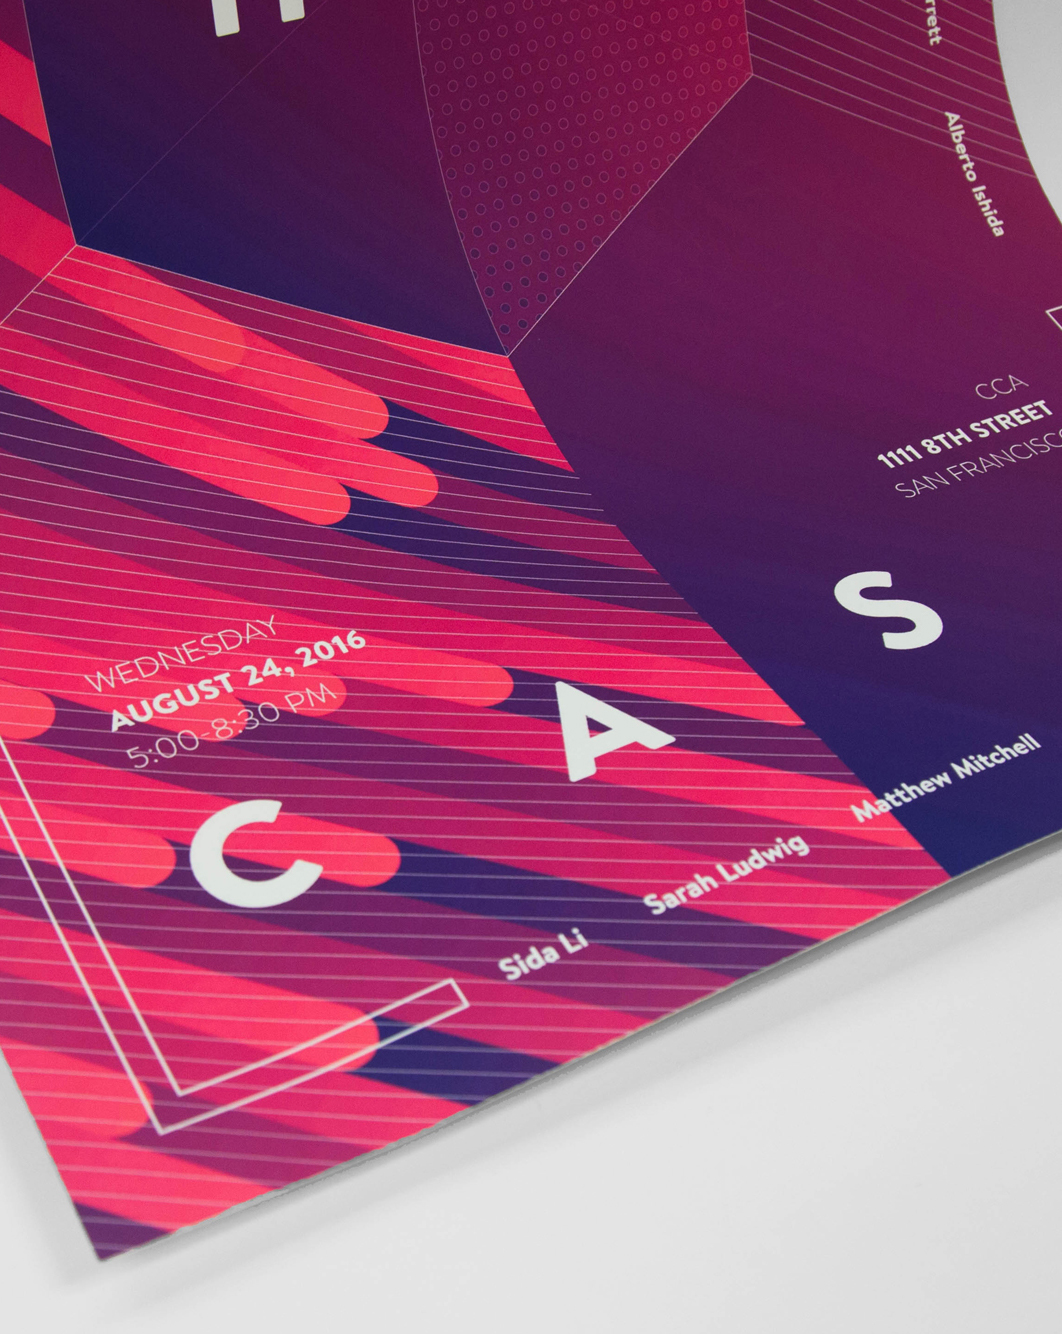 Alberto Ishida
CCA
1111 8TH STREET
SAN FRANCISCO
WEDNESDAY
AUGUST 24, 2016
5:00-8:30 PM
S
A
C
Matthew Mitchell
Sarah Ludwig
Sida Li